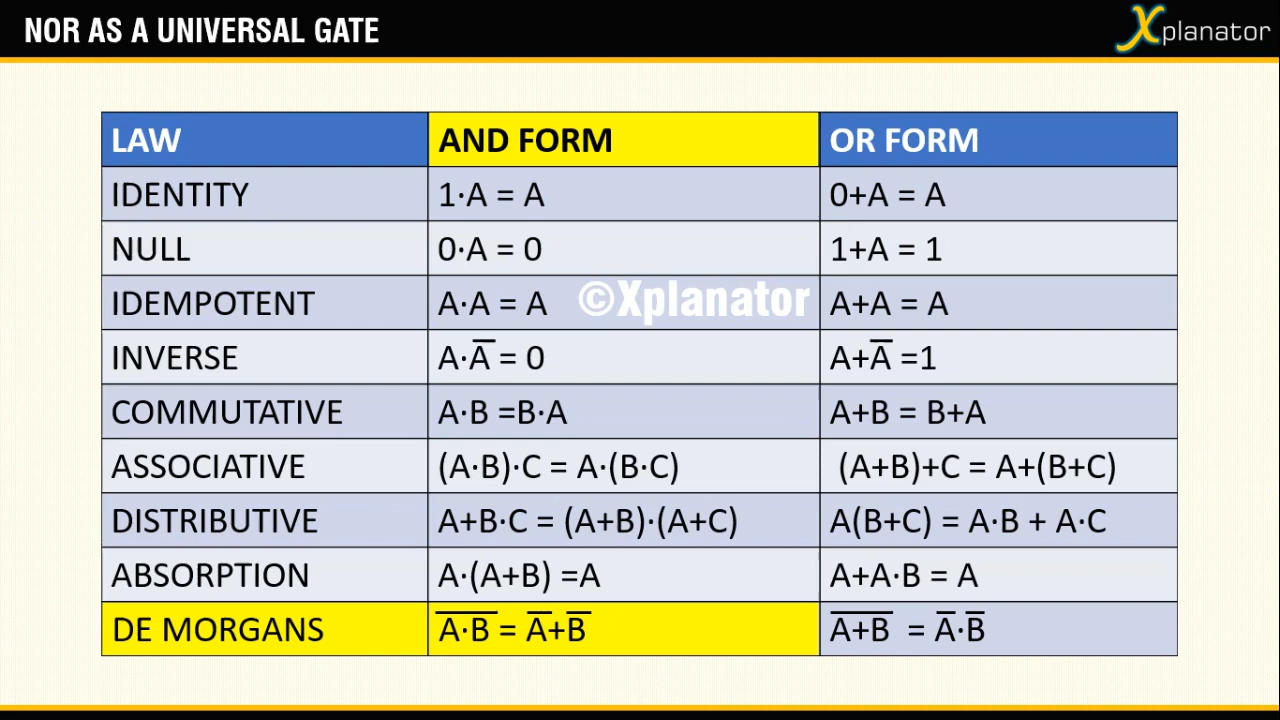 NOR AS A UNIVERSAL GATE
Xplanator
LAW AND FORM OR FORM
IDENTITY 1·A = A 0+A = A
NULL 0·A = 0 1+A = 1
IDEMPOTENT A·A = A ©Xplanator A+A = A
INVERSE A·A̅ = 0 A+A̅ =1
COMMUTATIVE A·B =B·A A+B = B+A
ASSOCIATIVE (A·B)·C = A·(B·C) (A+B)+C = A+(B+C)
DISTRIBUTIVE A+B·C = (A+B)·(A+C) A(B+C) = A·B + A·C
ABSORPTION A·(A+B) =A A+A·B = A
DE MORGANS A̅·̅B̅ = A̅+B̅ A̅+̅B̅ = A̅·B̅